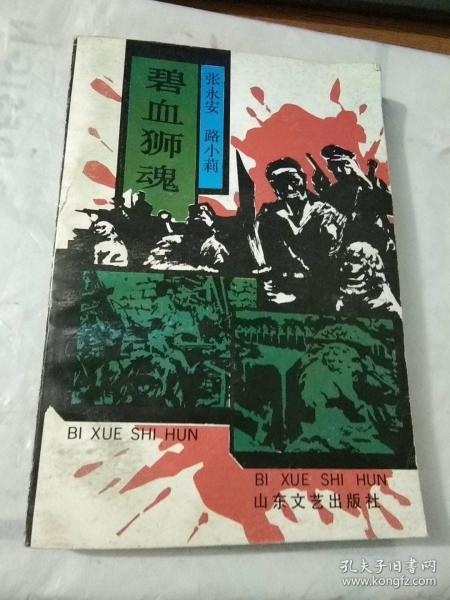 碧血狮魂
张永安 路小莉
BI XUE SHI HUN
BI XUE SHI HUN
山东文艺出版社
孔夫子旧书网
www.kongfz.com